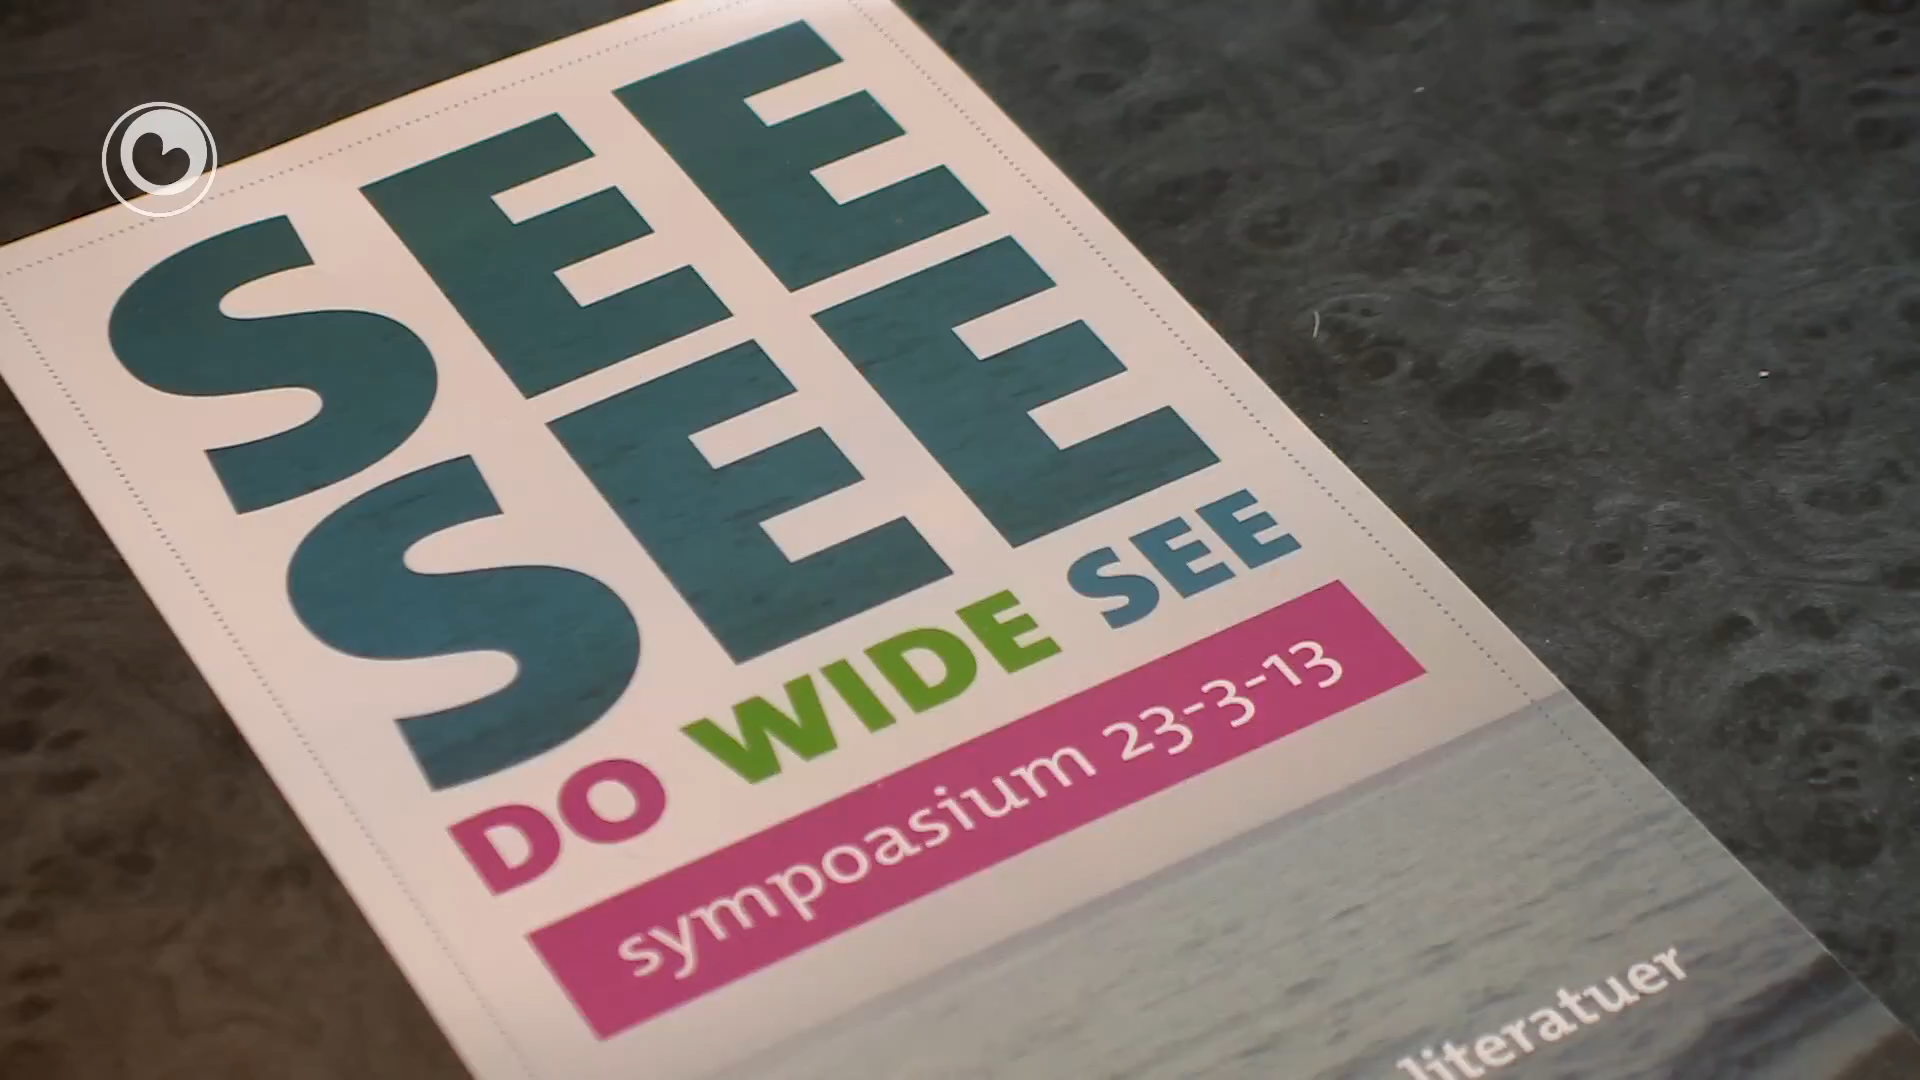 SEE
SEE
DO WIDE SEE
sympoasium 23-3-13
literatuer